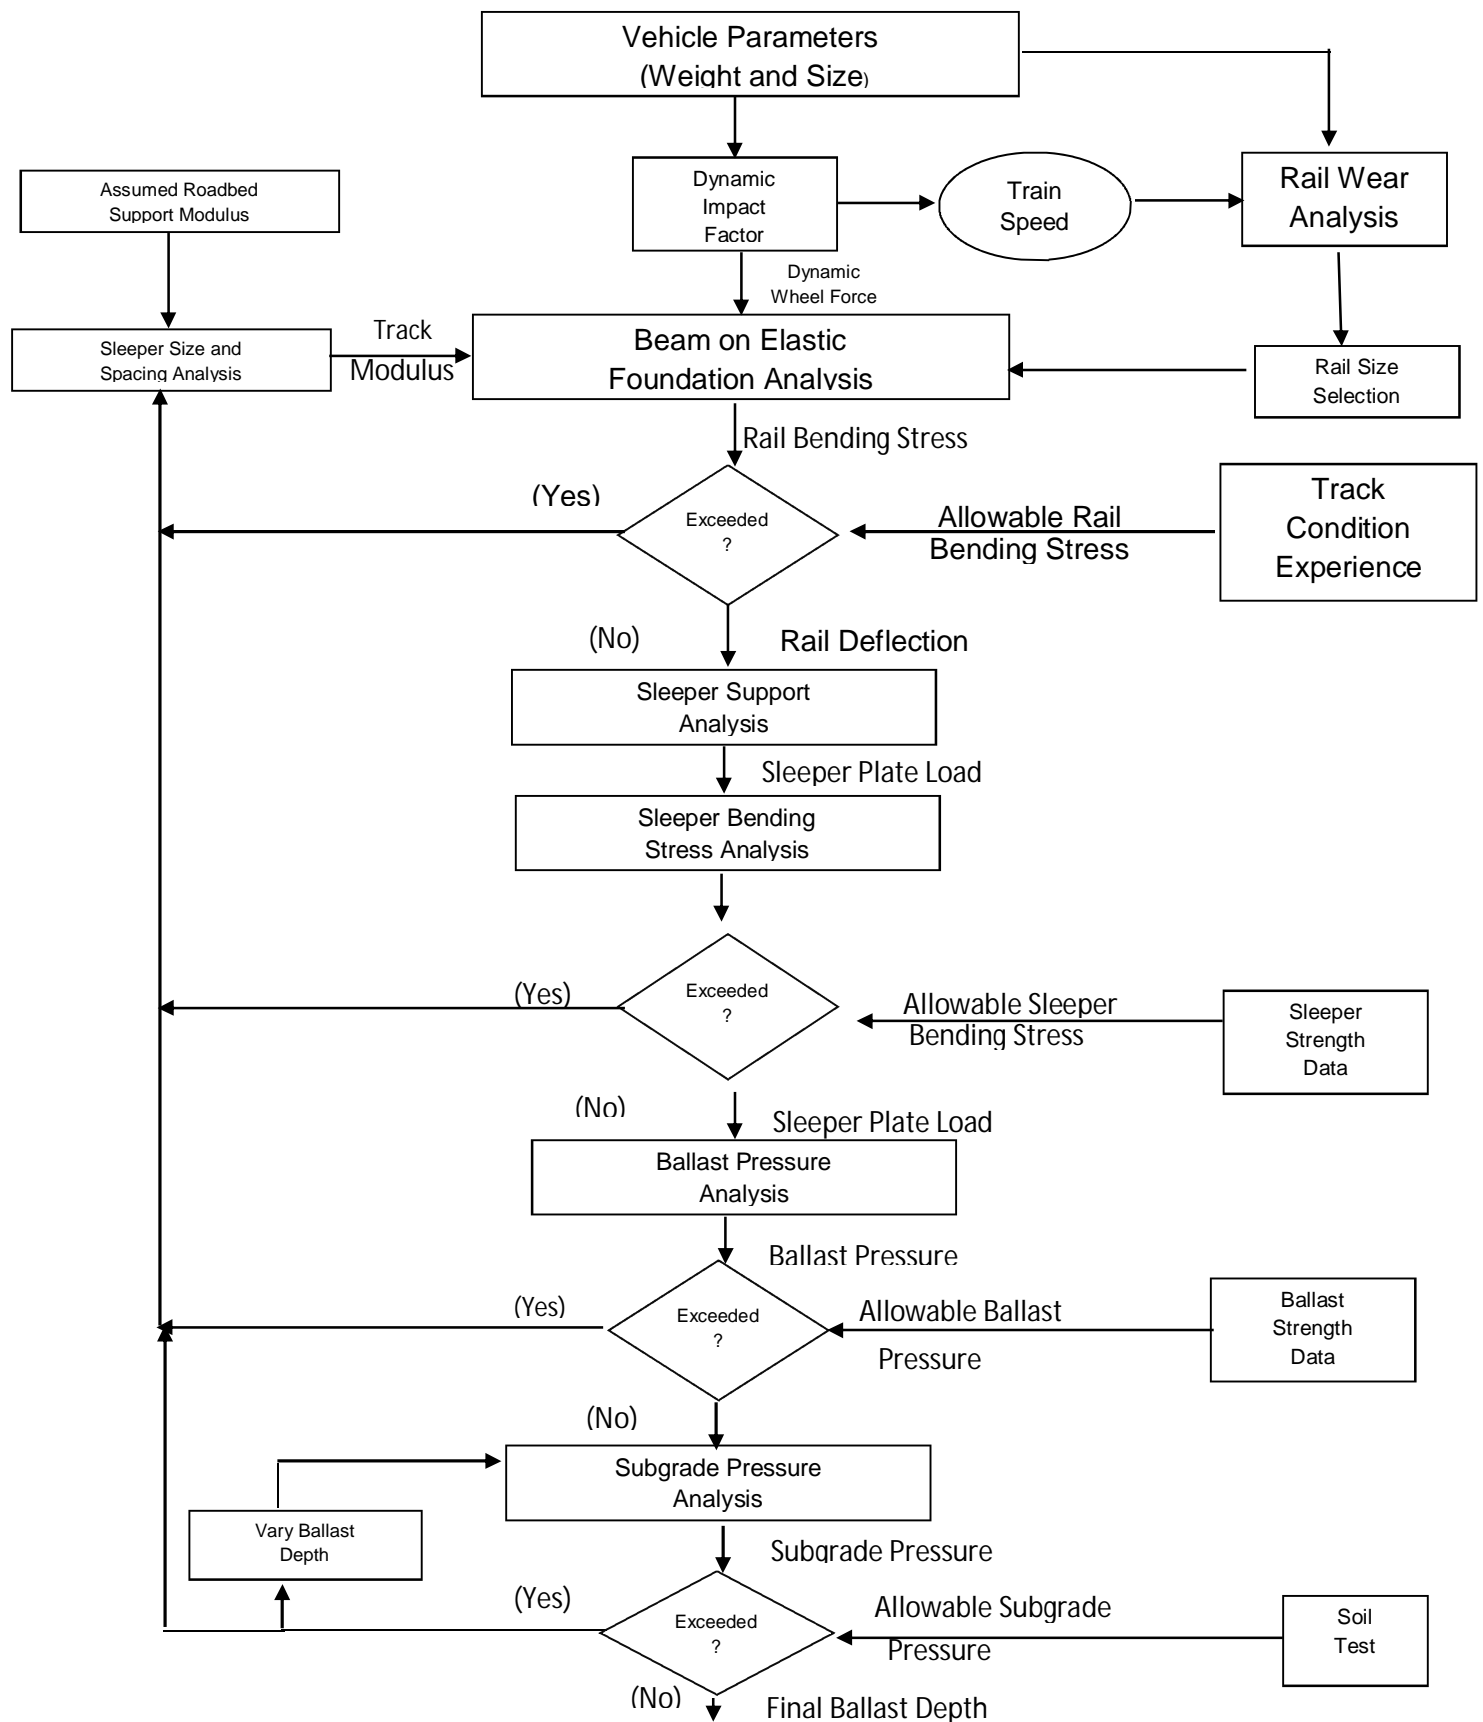 Vehicle Parameters
(Weight and Size)
Dynamic
Impact
Factor
Train
Speed
Rail Wear
Analysis
Assumed Roadbed
Support Modulus
Dynamic
Wheel Force
Sleeper Size and
Spacing Analysis
Track
Modulus
Beam on Elastic
Foundation Analysis
Rail Size
Selection
Rail Bending Stress
(Yes)
Exceeded
?
Allowable Rail
Bending Stress
Track
Condition
Experience
(No)
Rail Deflection
Sleeper Support
Analysis
Sleeper Plate Load
Sleeper Bending
Stress Analysis
(Yes)
Exceeded
?
Allowable Sleeper
Bending Stress
Sleeper
Strength
Data
(No)
Sleeper Plate Load
Ballast Pressure
Analysis
Ballast Pressure
(Yes)
Exceeded
?
Allowable Ballast
Pressure
Ballast
Strength
Data
(No)
Subgrade Pressure
Analysis
Vary Ballast
Depth
Subgrade Pressure
(Yes)
Exceeded
?
Allowable Subgrade
Pressure
Soil
Test
(No)
Final Ballast Depth